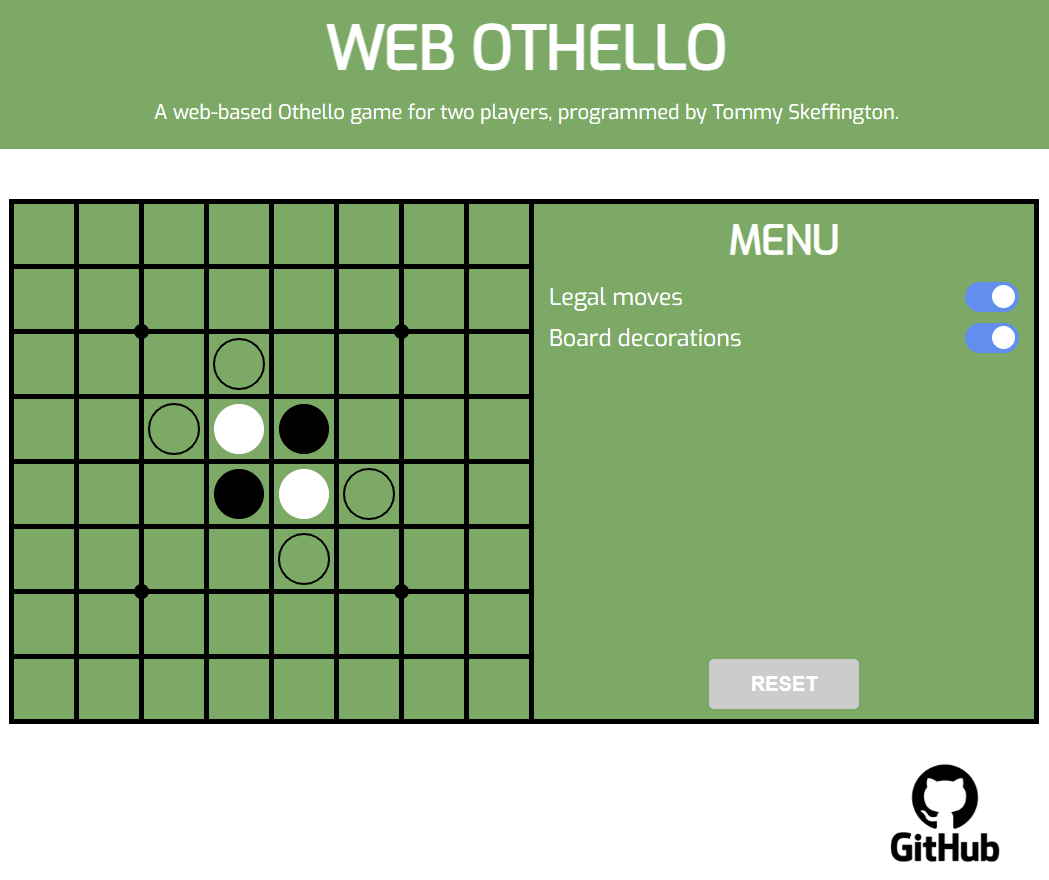 WEB OTHELLO
A web-based Othello game for two players, programmed by Tommy Skeffington.
MENU
Legal moves
Board decorations
RESET
GitHub